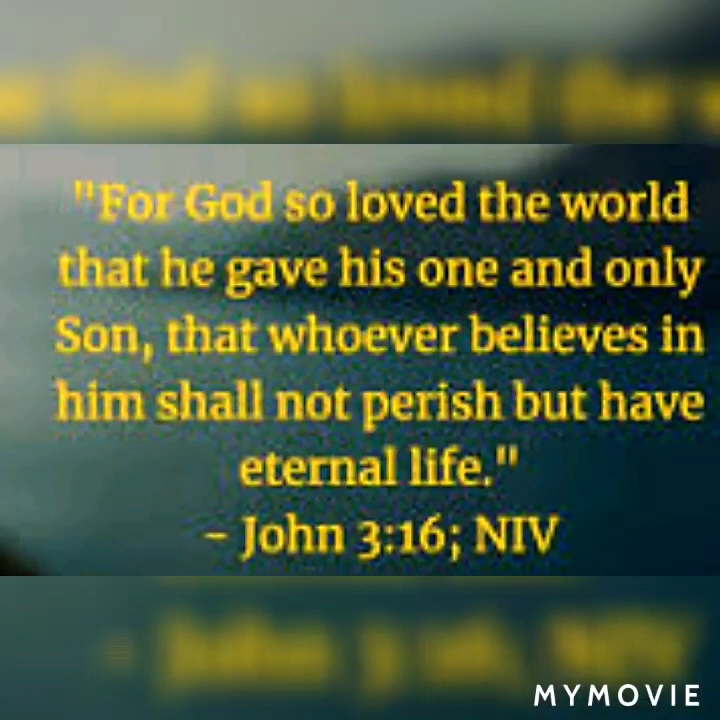 "For God so loved the world
that he gave his one and only
Son, that whoever believes in
him shall not perish but have
eternal life."
- John 3:16; NIV
MYMOVIE